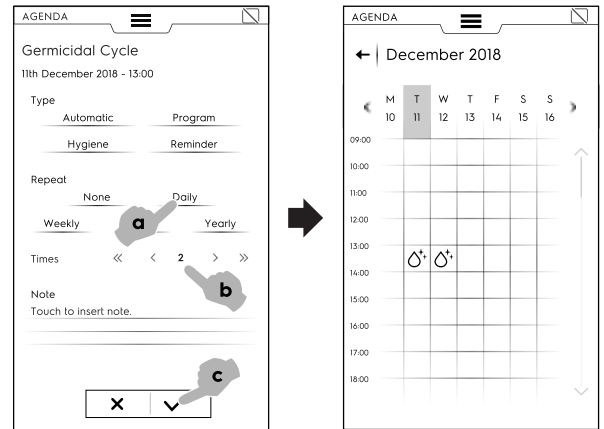 AGENDA
Germicidal Cycle
11th December 2018 - 13:00
Type
Automatic Program
Hygiene Reminder
Repeat
None Daily
Weekly Yearly
a
Times « < 2 > »
b
Note
Touch to insert note.
c
AGENDA
December 2018
M T W T F S S
10 11 12 13 14 15 16
09:00
10:00
11:00
12:00
13:00
14:00
15:00
16:00
17:00
18:00